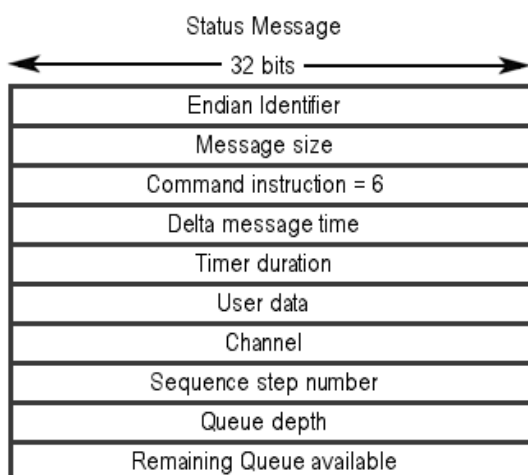 Status Message
32 bits
Endian Identifier
Message size
Command instruction = 6
Delta message time
Timer duration
User data
Channel
Sequence step number
Queue depth
Remaining Queue available